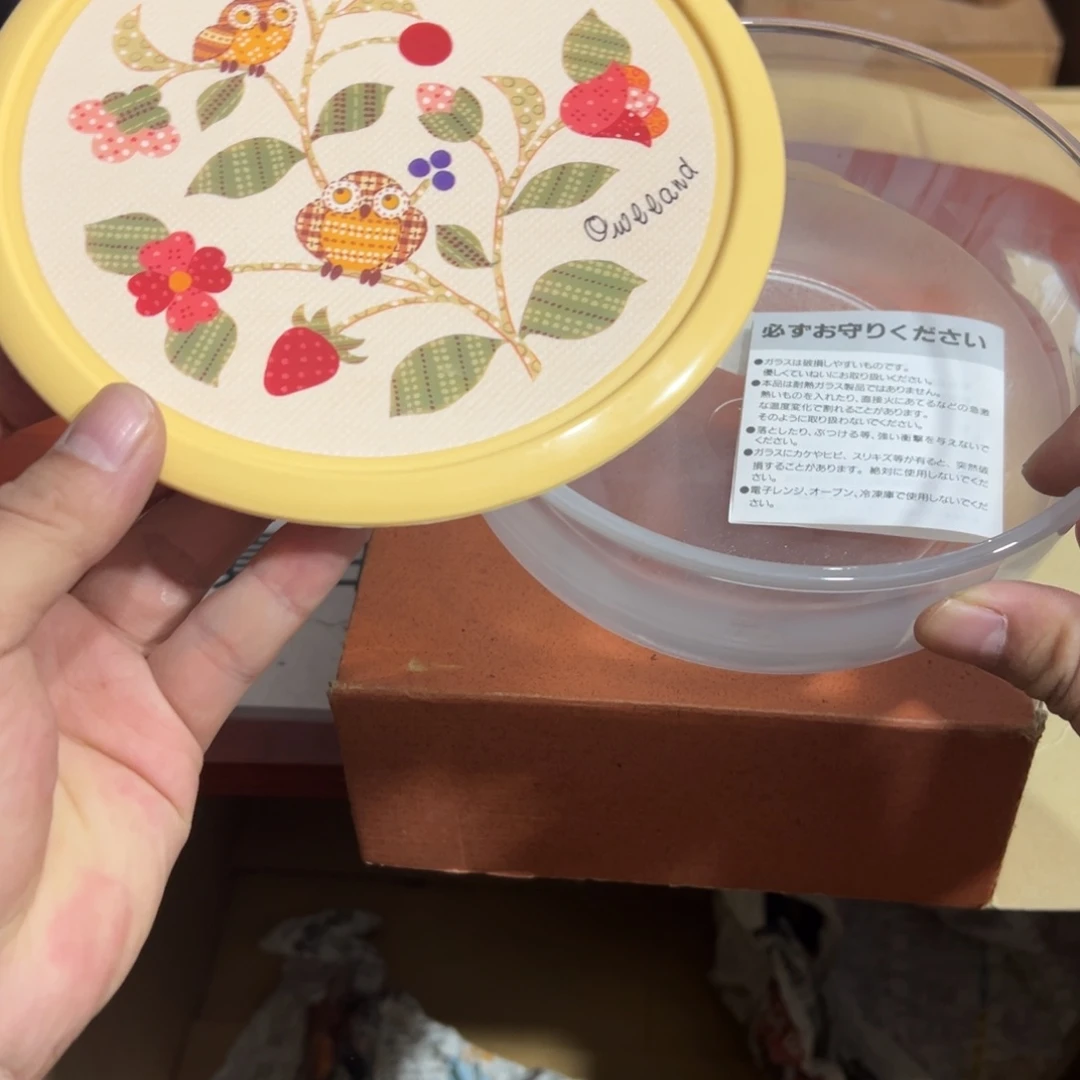 Owlland
必ずお守りください
●ガラスは破損しやすいものです。
優しくていねいにお取り扱いください。
●本品は耐熱ガラス製品ではありません。
熱いものを入れたり、直接火にあてるなどの急激
な温度変化で割れることがあります。
そのように取り扱わないでください。
●落としたり、ぶつける等、強い衝撃を与えないで
ください。
●ガラスにカケやヒビ、スリキズ等が有ると、突然破
損することがあります。絶対に使用しないでくだ
さい。
●電子レンジ、オーブン、冷凍庫で使用しないでくだ
さい。